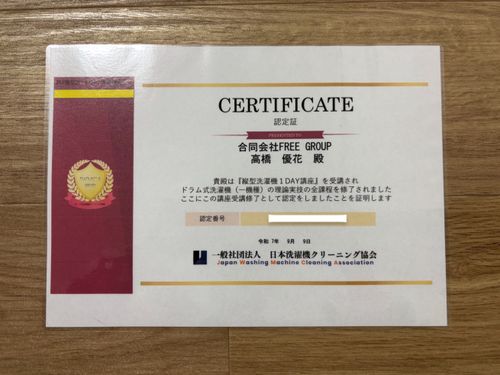 CERTIFICATE
認定証
PRESENTED TO
合同会社FREE GROUP
高橋 優花 殿
貴殿は『縦型洗濯機1DAY講座』を受講され
ドラム式洗濯機（一機種）の理論実技の全課程を修了されました
ここにこの講座受講修了として認定をしましたことを証明します
認定番号
令和 7年 9月 9日
一般社団法人 日本洗濯機クリーニング協会
Japan Washing Machine Cleaning Association